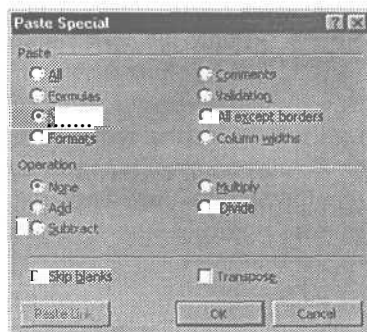 Paste Special
Paste
All
Comments
Formulas
Validation
All except borders
Formats
Column widths
Operation
None
Multiply
Add
Divide
Subtract
Skip blanks
Transpose
Paste Link
OK
Cancel